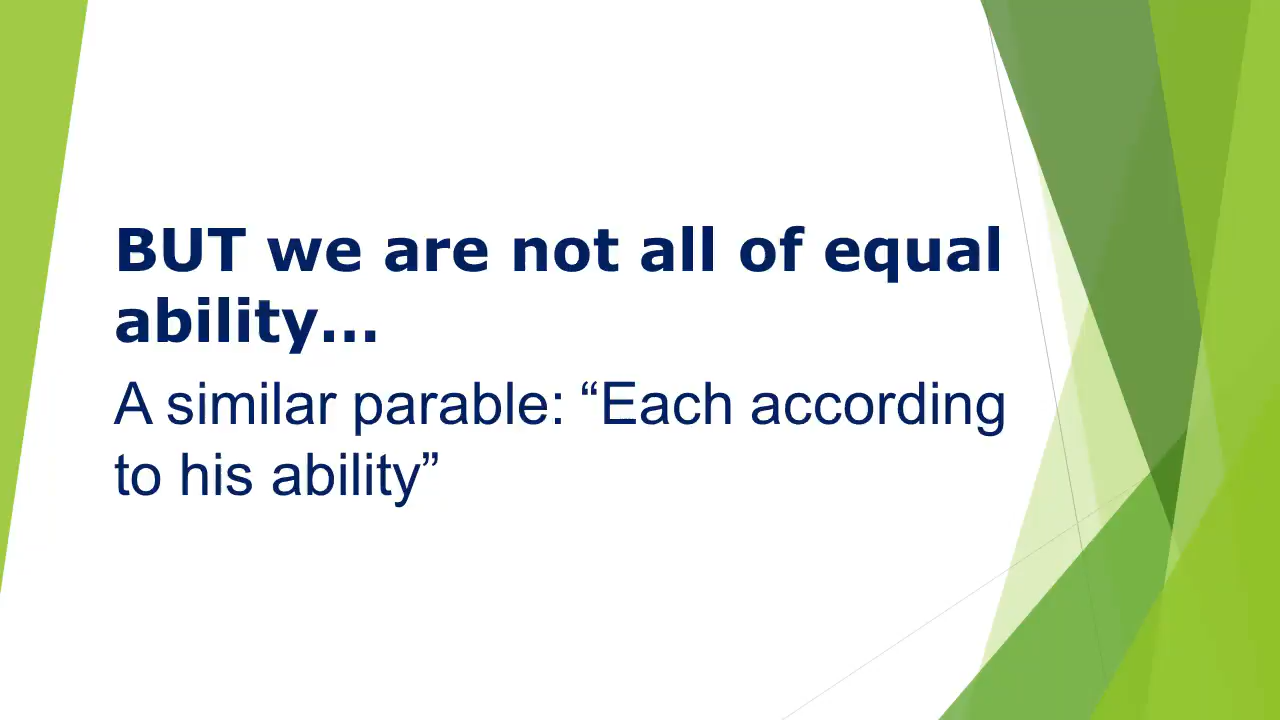 BUT we are not all of equal
ability...
A similar parable: “Each according
to his ability”